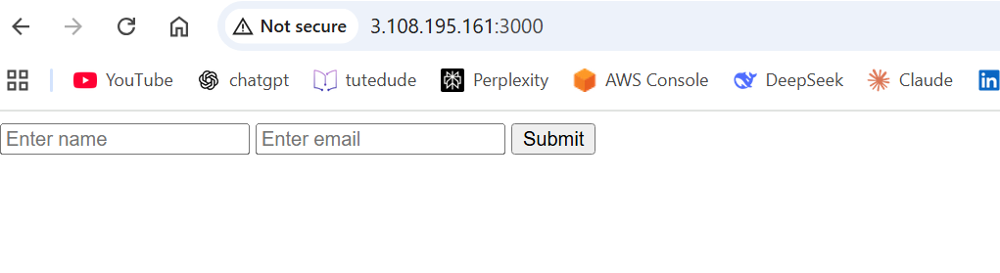 Not secure 3.108.195.161:3000
YouTube chatgpt tutedude Perplexity AWS Console DeepSeek Claude in
Enter name Enter email Submit